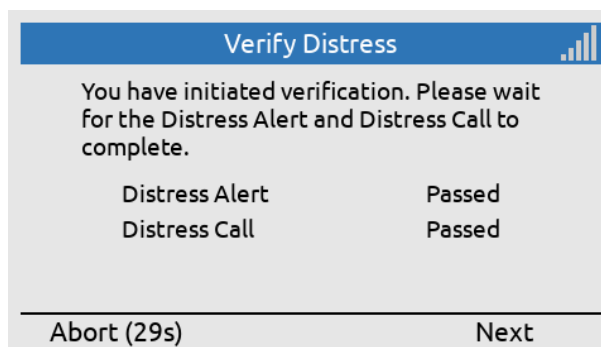 Verify Distress
You have initiated verification. Please wait
for the Distress Alert and Distress Call to
complete.
Distress Alert Passed
Distress Call Passed
Abort (29s) Next